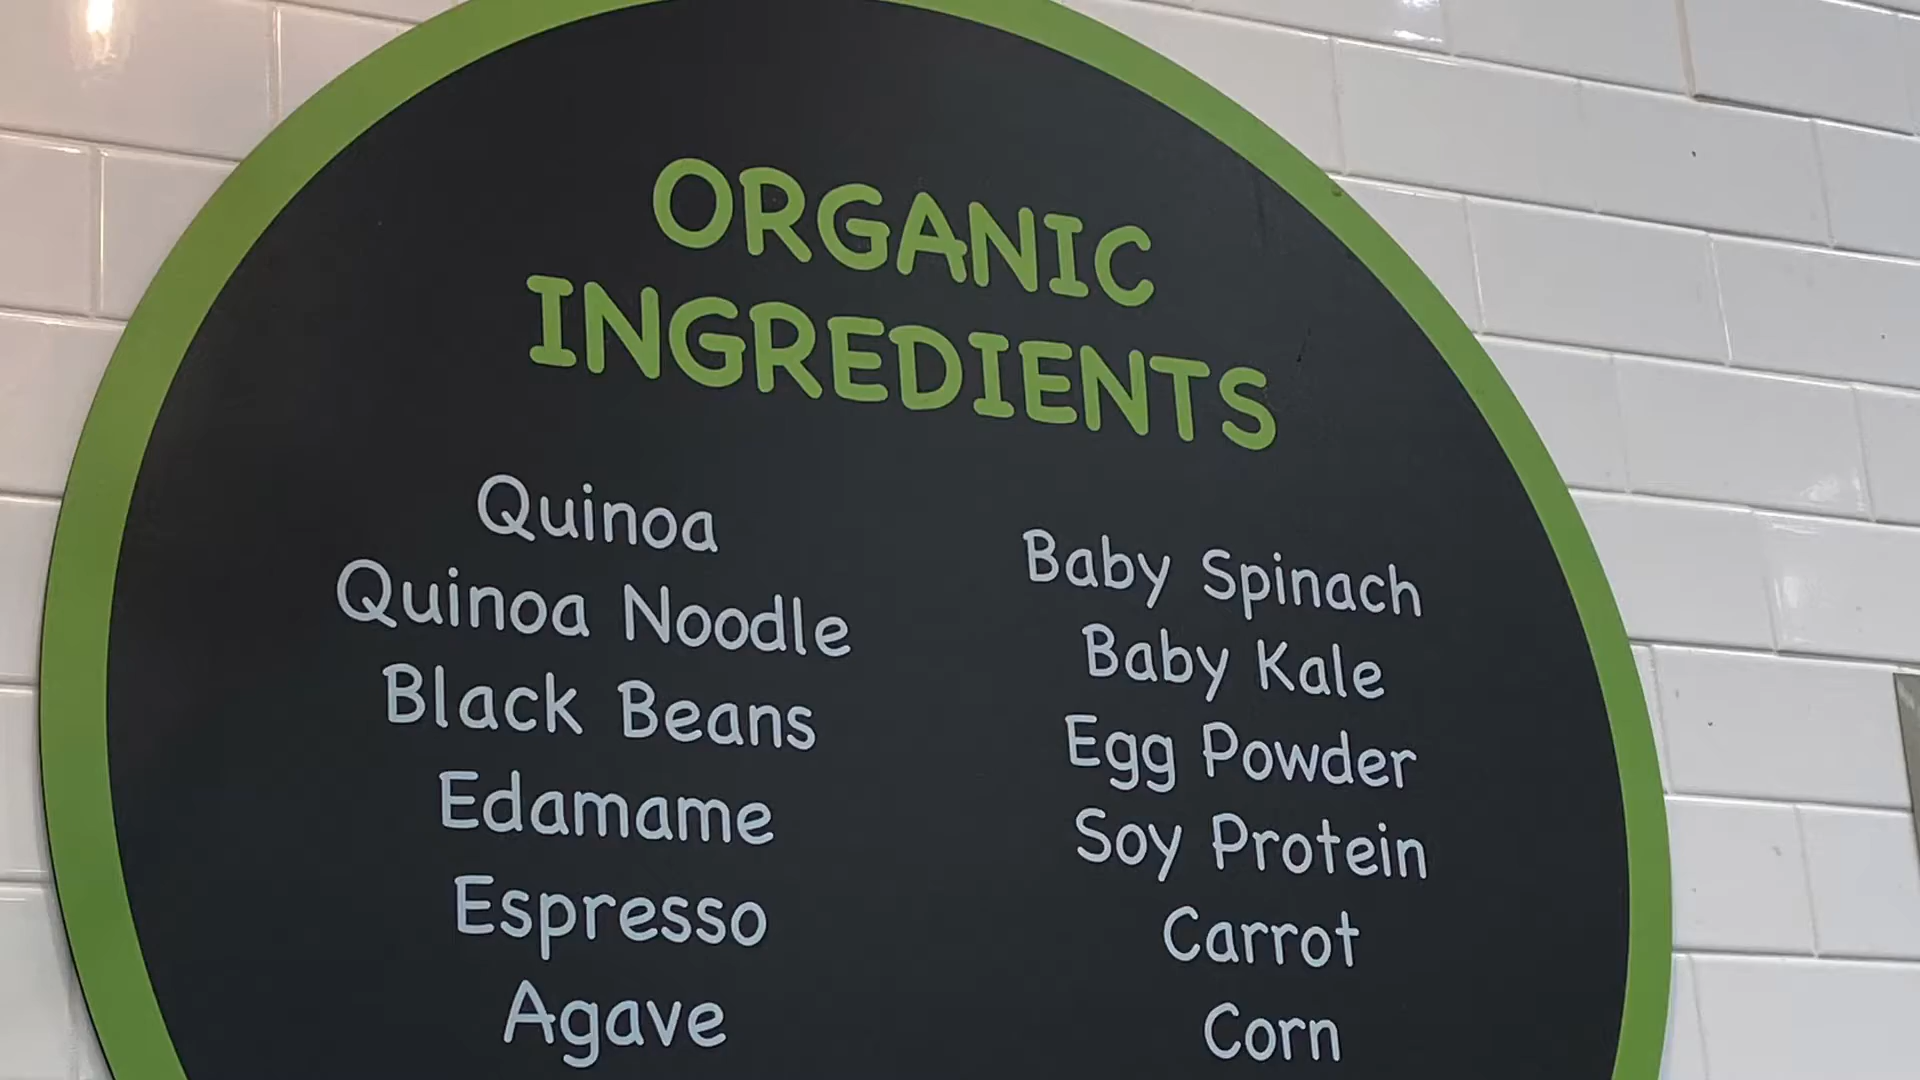 ORGANIC
INGREDIENTS
Quinoa
Quinoa Noodle
Black Beans
Edamame
Espresso
Agave
Baby Spinach
Baby Kale
Egg Powder
Soy Protein
Carrot
Corn